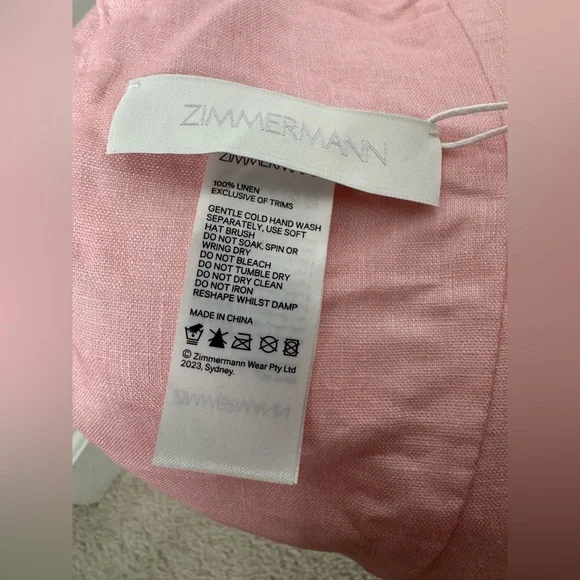 ZIMMERMANN
ZIMMERMANN
100% LINEN
EXCLUSIVE OF TRIMS
GENTLE COLD HAND WASH
SEPARATELY, USE SOFT
HAT BRUSH
DO NOT SOAK, SPIN OR
WRING DRY
DO NOT BLEACH
DO NOT TUMBLE DRY
DO NOT DRY CLEAN
DO NOT IRON
RESHAPE WHILST DAMP
MADE IN CHINA
© Zimmermann Wear Pty Ltd
2023, Sydney.